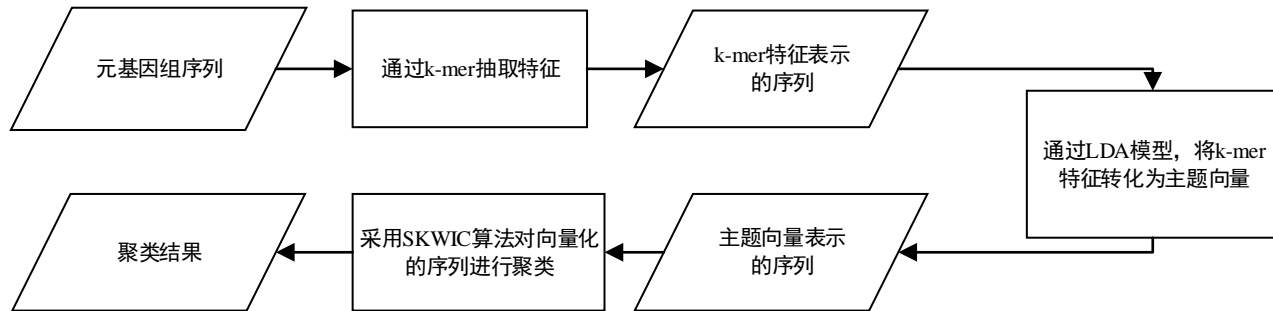 元基因组序列
通过k-mer抽取特征
k-mer特征表示
的序列
通过LDA模型，将k-mer
特征转化为主题向量
主题向量表示
的序列
采用SKWIC算法对向量化
的序列进行聚类
聚类结果